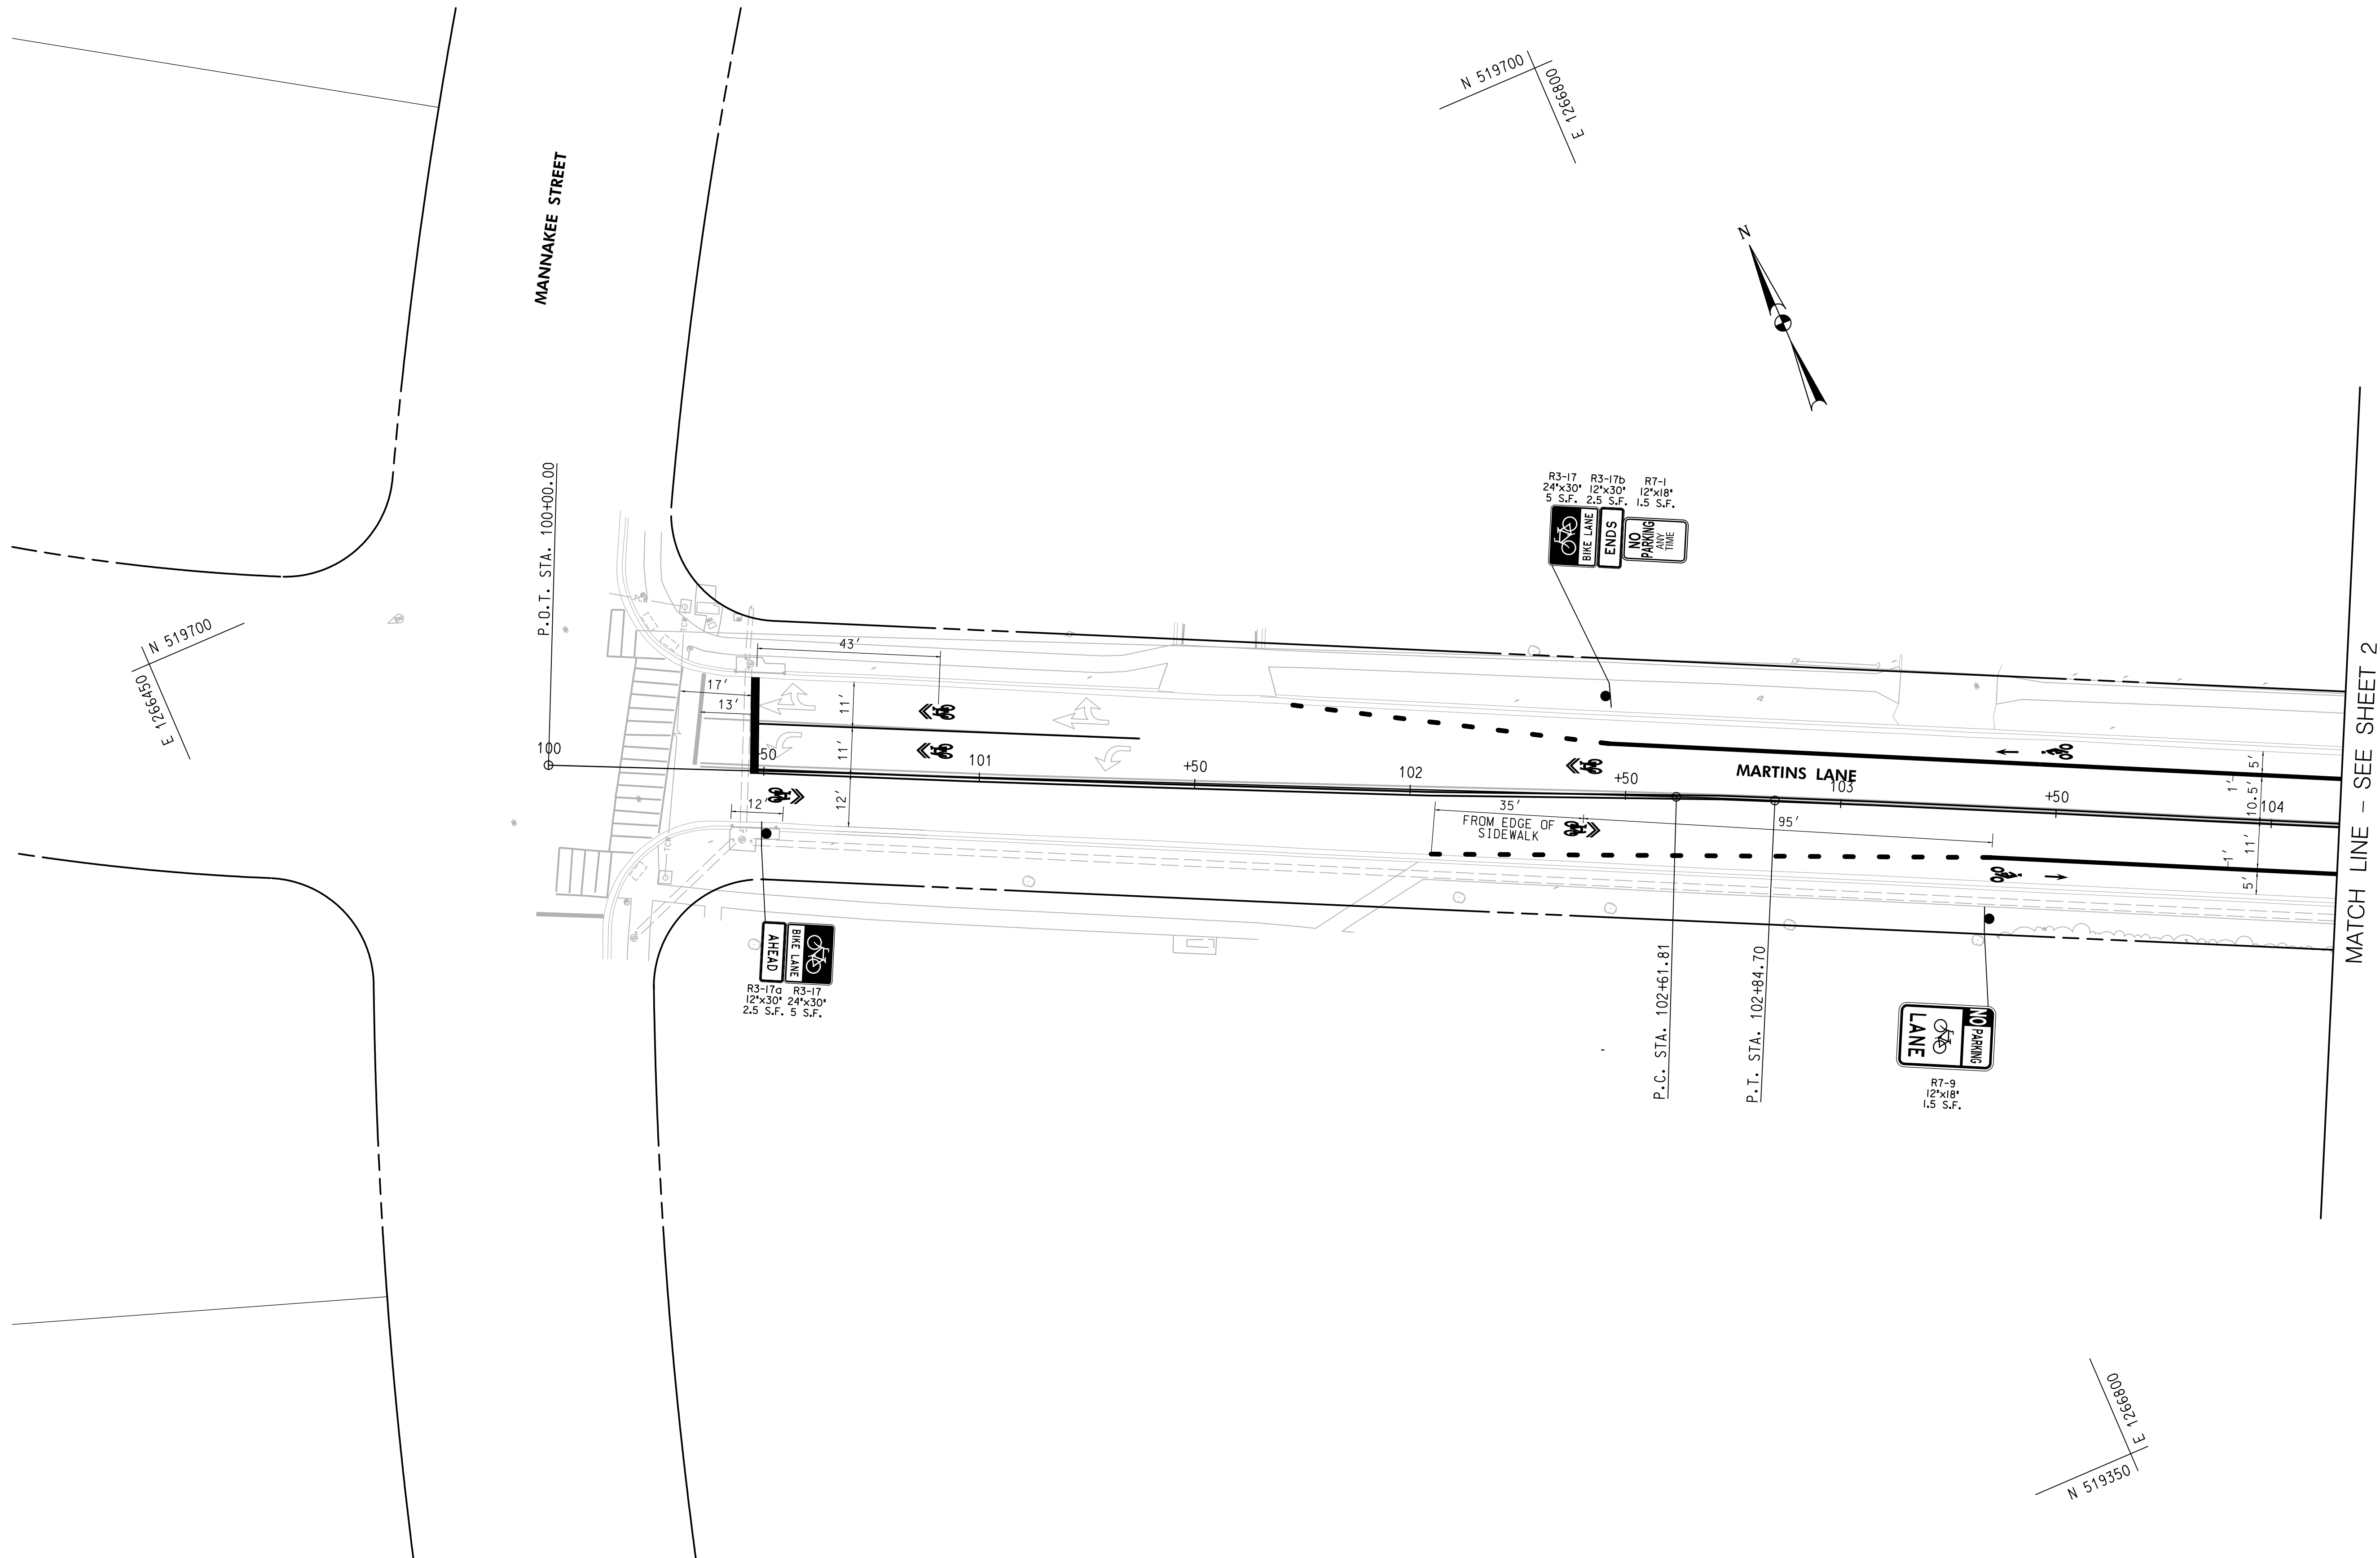 N 519700
E 1266800
MANNAKEE STREET
N
P.O.T. STA. 100+00.00
R3-17
24"x30"
5 S.F.
R3-17b
12"x30"
2.5 S.F.
R7-1
12"x18"
1.5 S.F.
BIKE LANE
ENDS
NO
PARKING
ANY
TIME
N 519700
E 1266450
43'
17'
13'
11'
11'
12'
12'
TCW
TCW
100
+50
101
+50
102
+50
103
+50
104
MARTINS LANE
35'
FROM EDGE OF
SIDEWALK
95'
5'
1'
10.5'
11'
1'
5'
MATCH LINE - SEE SHEET 2
AHEAD
BIKE LANE
R3-17a
12"x30"
2.5 S.F.
R3-17
24"x30"
5 S.F.
P.C. STA. 102+61.81
P.T. STA. 102+84.70
NO PARKING
LANE
R7-9
12"x18"
1.5 S.F.
E 1266800
N 519350